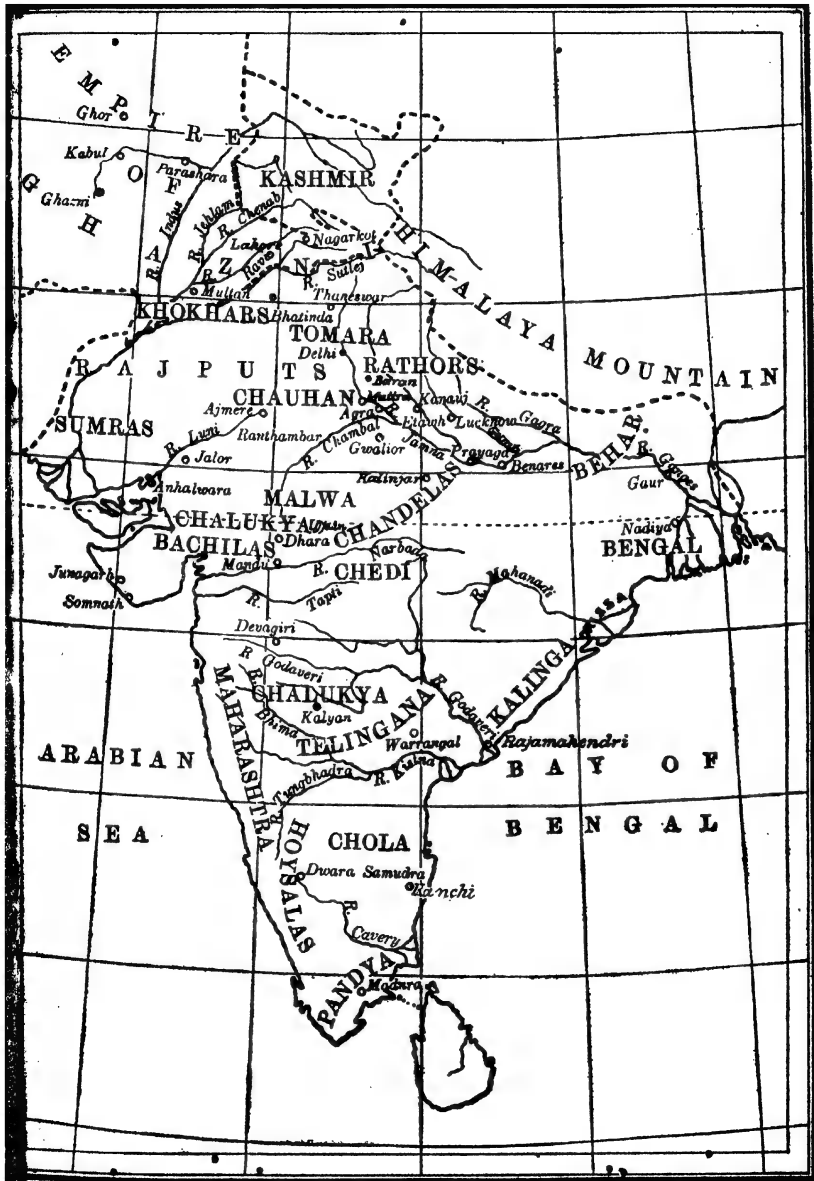 EMPIRE
OF
GHAZNI
Ghor
Kabul
Parashara
Ghazni
KASHMIR
R. Indus
R. Jehlam
R. Chenab
Lahor
R. Ravi
Nagarkot
R. Sutlej
Multan
HIMALAYA MOUNTAIN
KHOKHARS
Bhatinda
Thaneswar
TOMARA
Delhi
RAJPUTS
RATHORS
Baran
CHAUHAN
Muttra
Kanauj
R. Gogra
Ajmere
Agra
Etawh
Lucknow
SUMRAS
R. Luni
Ranthambar
R. Chambal
Gwalior
R. Jamna
Prayaga
Benares
BEHAR
R. Ganges
Jalor
Kalinjar
Gaur
Anhalwara
MALWA
CHANDELAS
CHALUKYA
Ujjain
Nadiya
BACHILAS
Dhara
BENGAL
Mandu
R. Narbada
CHEDI
Junagarh
Somnath
R. Tapti
R. Mahanadi
Devagiri
R. Godaveri
KALINGA
MAHARASHTRA
CHALUKYA
Kalyan
R. Bhima
R. Godaveri
TELINGANA
Warrangal
Rajamahendri
ARABIAN
SEA
R. Tungbhadra
R. Kistna
BAY OF
BENGAL
HOYSALAS
CHOLA
Dwara Samudra
Kanchi
R. Cavery
PANDYA
Madura